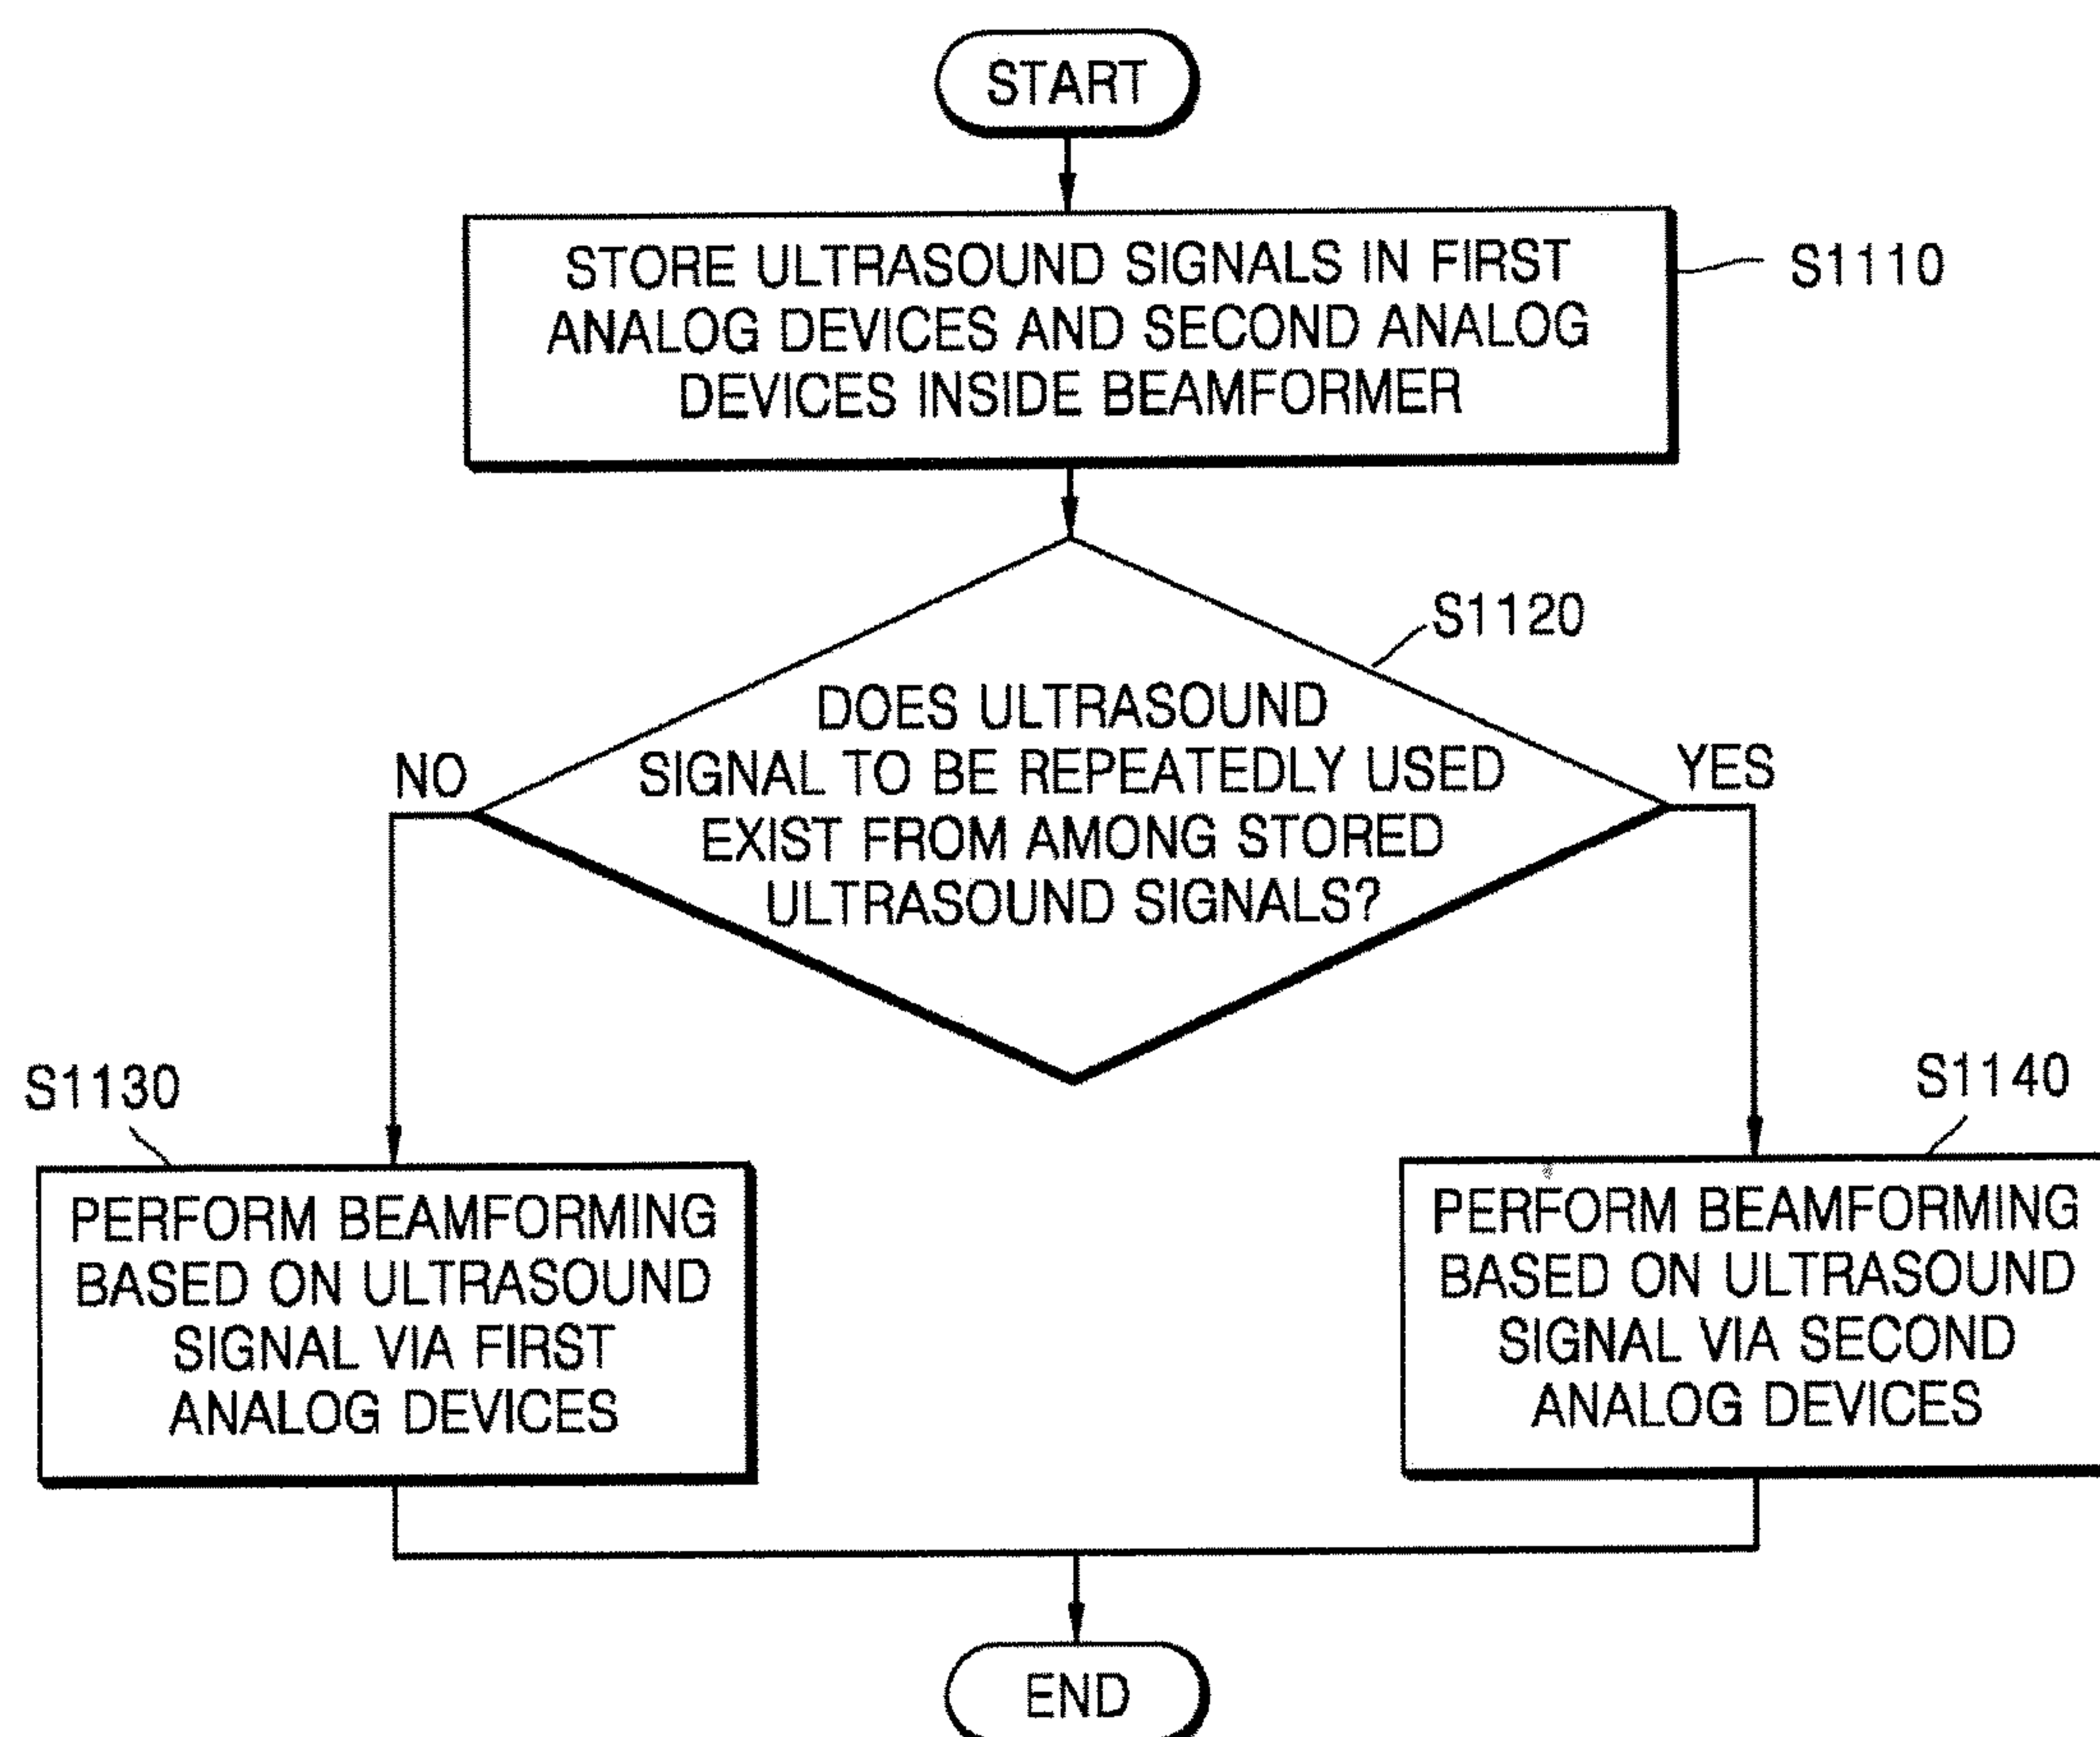 START
STORE ULTRASOUND SIGNALS IN FIRST
ANALOG DEVICES AND SECOND ANALOG
DEVICES INSIDE BEAMFORMER
S1110
S1120
DOES ULTRASOUND
SIGNAL TO BE REPEATEDLY USED
EXIST FROM AMONG STORED
ULTRASOUND SIGNALS?
NO
YES
S1130
PERFORM BEAMFORMING
BASED ON ULTRASOUND
SIGNAL VIA FIRST
ANALOG DEVICES
S1140
PERFORM BEAMFORMING
BASED ON ULTRASOUND
SIGNAL VIA SECOND
ANALOG DEVICES
END